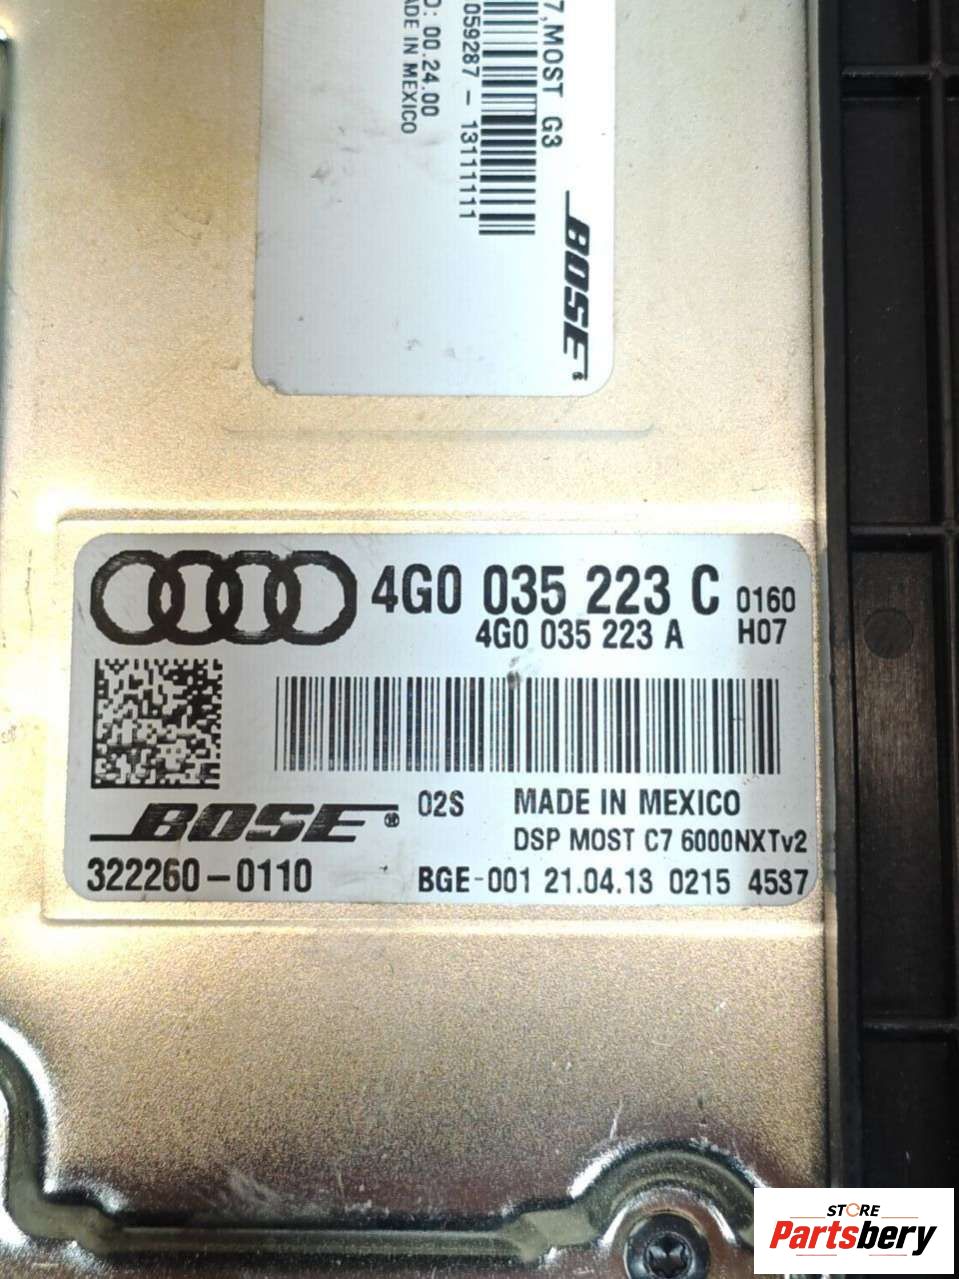 7,MOST G3
059287 - 13111111
D: 00.24.00
ADE IN MEXICO
BOSE
4G0 035 223 C 0160
4G0 035 223 A H07
BOSE® 02S MADE IN MEXICO
DSP MOST C7 6000NXTv2
322260-0110 BGE-001 21.04.13 0215 4537
STORE
Partsbery